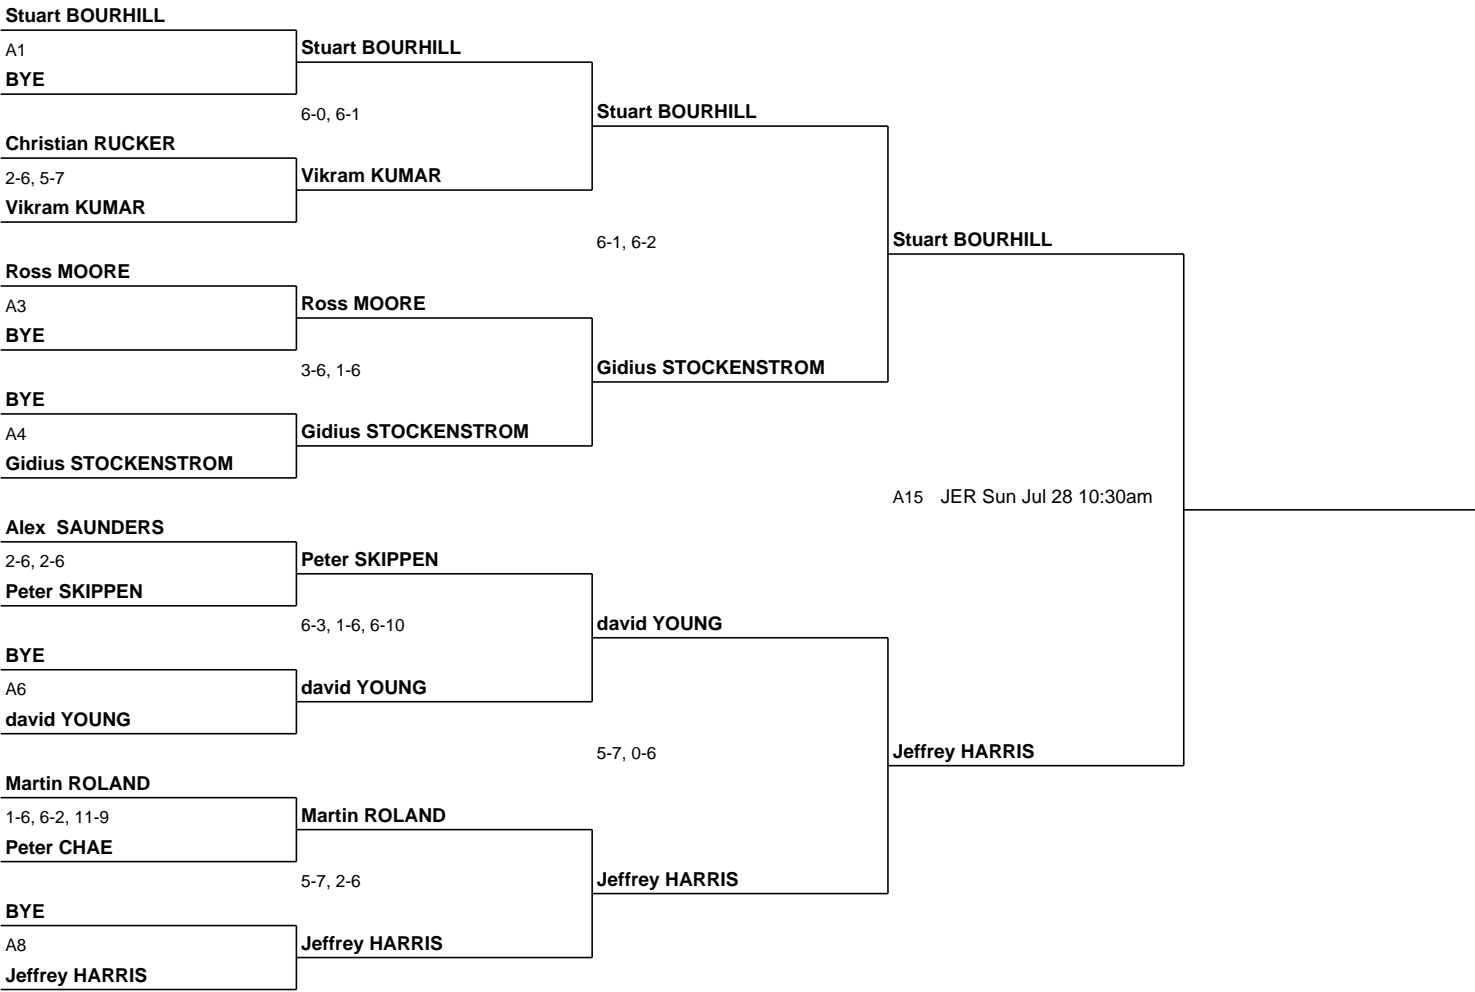 Stuart BOURHILL
A1
BYE
Christian RUCKER
2-6, 5-7
Vikram KUMAR
Ross MOORE
A3
BYE
BYE
A4
Gidius STOCKENSTROM
Alex  SAUNDERS
2-6, 2-6
Peter SKIPPEN
BYE
A6
david YOUNG
Martin ROLAND
1-6, 6-2, 11-9
Peter CHAE
BYE
A8
Jeffrey HARRIS
Stuart BOURHILL
6-0, 6-1
Vikram KUMAR
Ross MOORE
3-6, 1-6
Gidius STOCKENSTROM
Peter SKIPPEN
6-3, 1-6, 6-10
david YOUNG
Martin ROLAND
5-7, 2-6
Jeffrey HARRIS
Stuart BOURHILL
6-1, 6-2
Gidius STOCKENSTROM
david YOUNG
5-7, 0-6
Jeffrey HARRIS
Stuart BOURHILL
A15 JER Sun Jul 28 10:30am
Jeffrey HARRIS